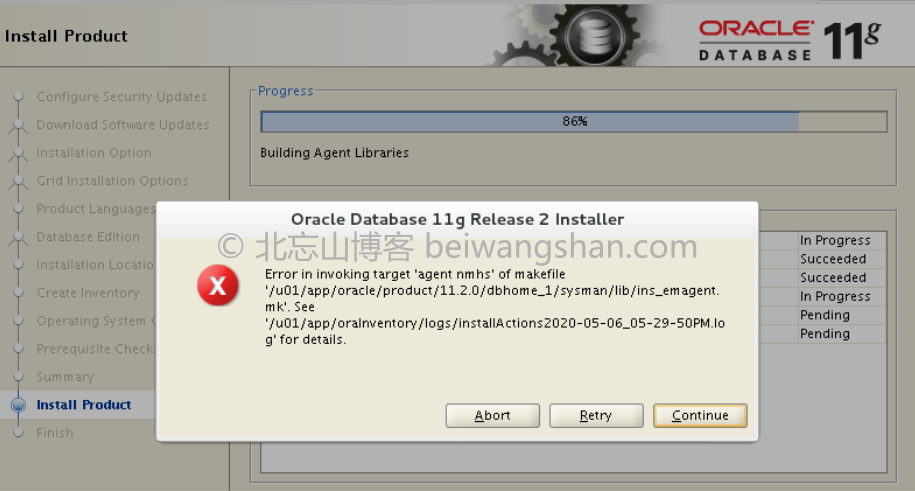 Install Product
ORACLE
DATABASE
11g
Configure Security Updates
Download Software Updates
Installation Option
Grid Installation Options
Product Languages
Database Edition
Installation Locatio
Create Inventory
Operating System
Prerequisite Check
Summary
Install Product
Finish
Progress
86%
Building Agent Libraries
In Progress
Succeeded
Succeeded
In Progress
Pending
Pending
Oracle Database 11g Release 2 Installer
© 北忘山博客 beiwangshan.com
Error in invoking target 'agent nmhs' of makefile
'/u01/app/oracle/product/11.2.0/dbhome_1/sysman/lib/ins_emagent.
mk'. See
'/u01/app/oraInventory/logs/installActions2020-05-06_05-29-50PM.lo
g' for details.
Abort
Retry
Continue